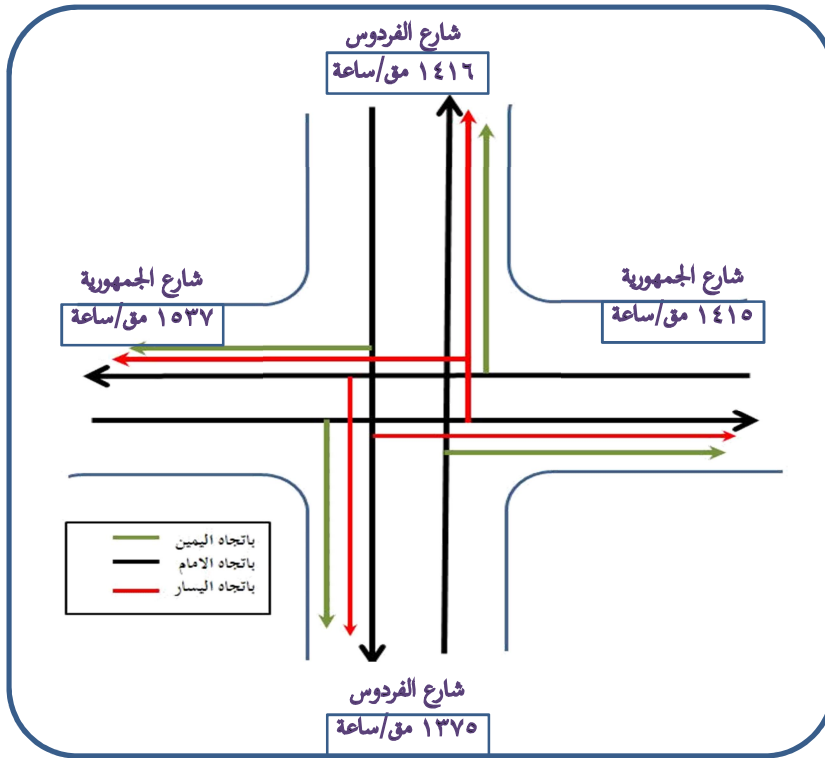 شارع الفردوس
١٤١٦ مق/ساعة
شارع الجمهورية
١٤١٥ مق/ساعة
شارع الجمهورية
١٥٣٧ مق/ساعة
باتجاه اليمين
باتجاه الامام
باتجاه اليسار
شارع الفردوس
١٣٧٥ مق/ساعة